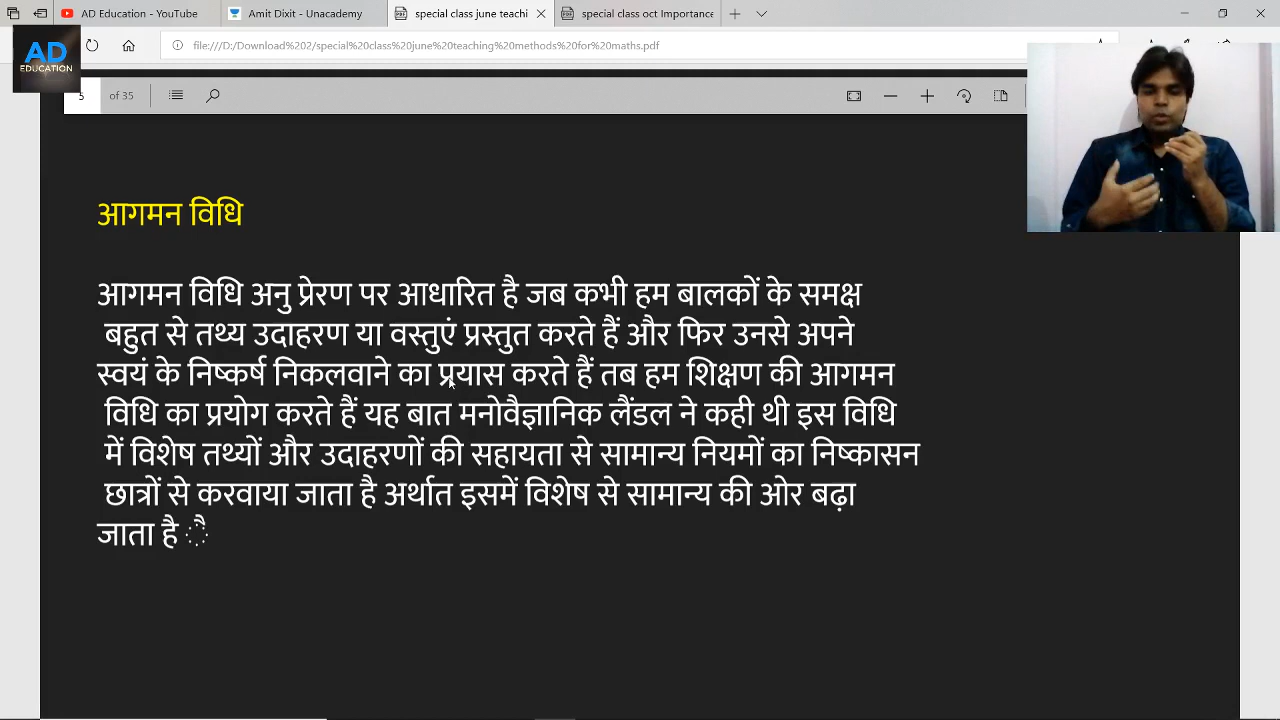 AD Education - YouTube
Amit Dixit - Unacademy
special class june teachi
special class oct Importance
file:///D:/Download%202/special%20class%20june%20teaching%20methods%20for%20maths.pdf
AD
EDUCATION
5 of 35
आगमन विधि
आगमन विधि अनु प्रेरण पर आधारित है जब कभी हम बालकों के समक्ष
बहुत से तथ्य उदाहरण या वस्तुएं प्रस्तुत करते हैं और फिर उनसे अपने
स्वयं के निष्कर्ष निकलवाने का प्रयास करते हैं तब हम शिक्षण की आगमन
विधि का प्रयोग करते हैं यह बात मनोवैज्ञानिक लैंडल ने कही थी इस विधि
में विशेष तथ्यों और उदाहरणों की सहायता से सामान्य नियमों का निष्कासन
छात्रों से करवाया जाता है अर्थात इसमें विशेष से सामान्य की ओर बढ़ा
जाता है ै